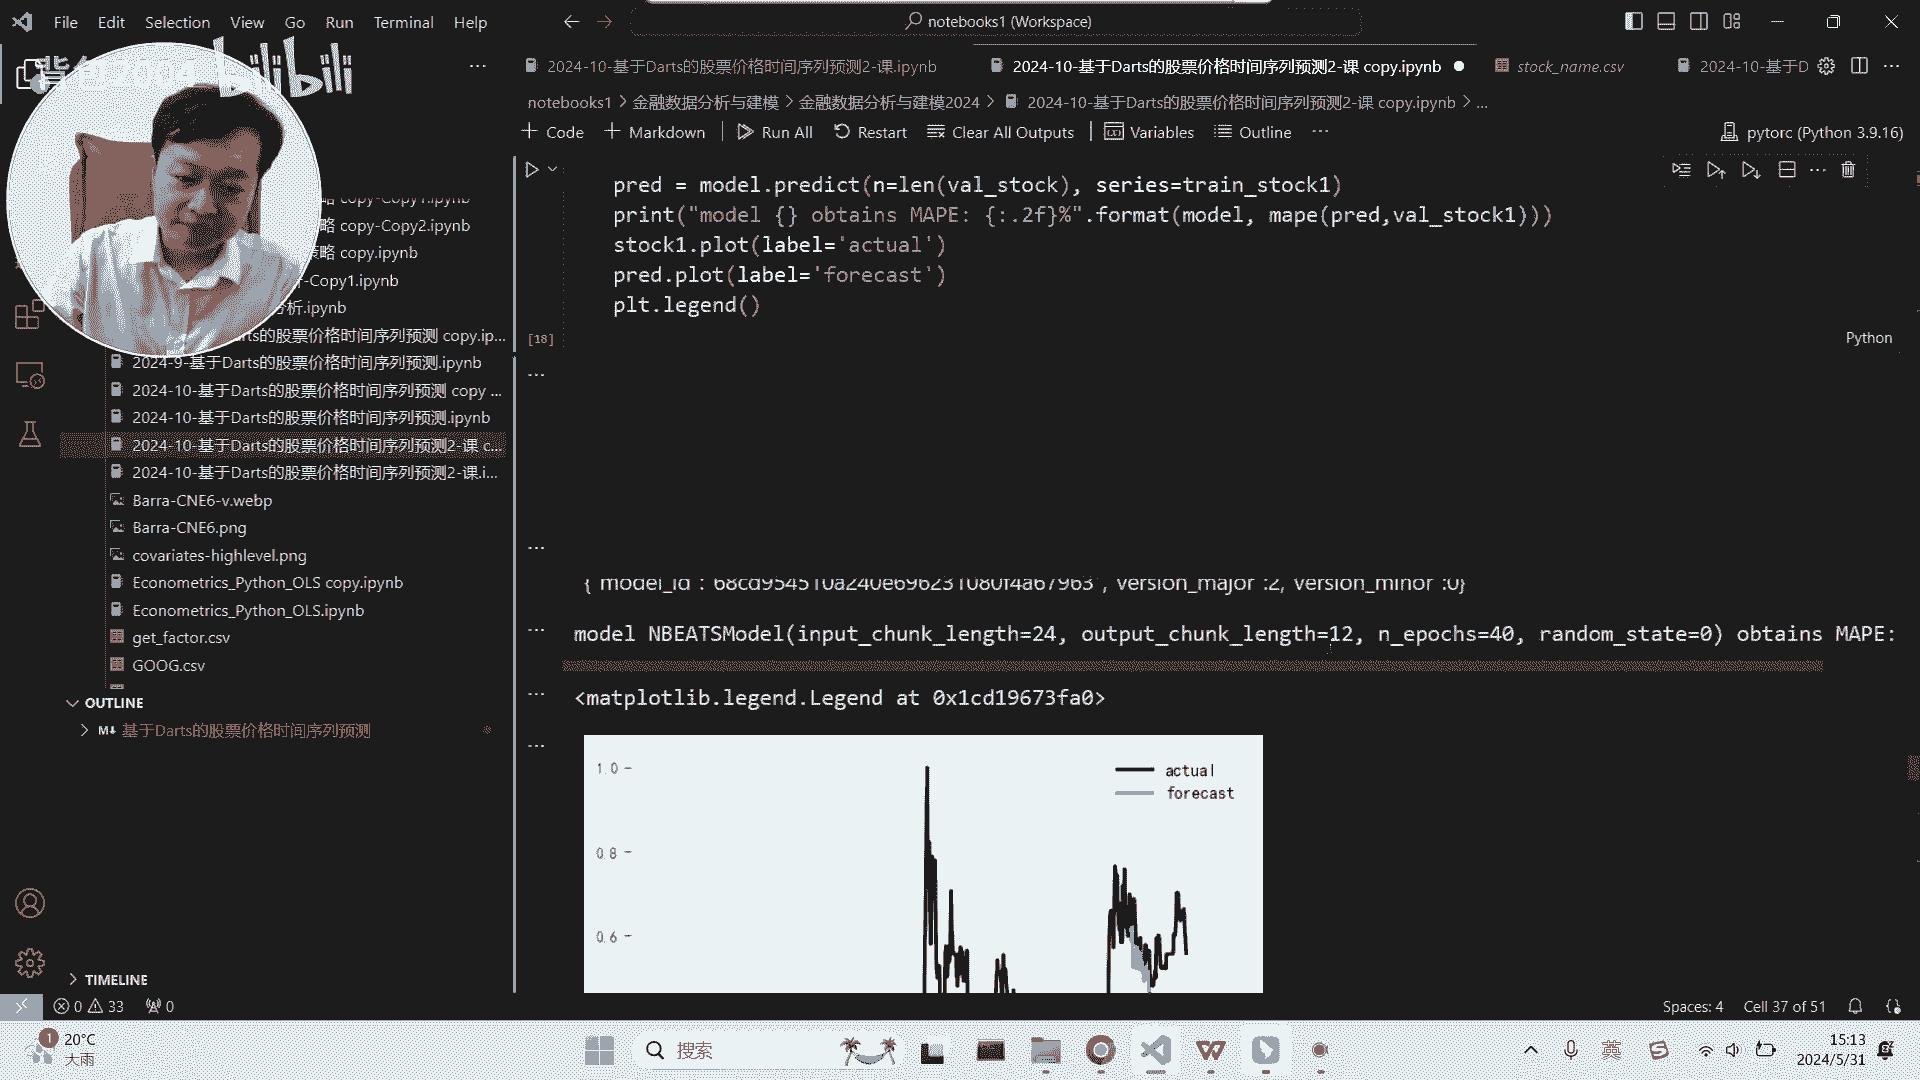 File Edit Selection View Go Run Terminal Help
notebooks1 (Workspace)
bilibili
2024-10-基于Darts的股票价格时间序列预测2-课.ipynb
2024-10-基于Darts的股票价格时间序列预测2-课 copy.ipynb
stock_name.csv
2024-10-基于D
notebooks1 > 金融数据分析与建模 > 金融数据分析与建模2024 > 2024-10-基于Darts的股票价格时间序列预测2-课 copy.ipynb > ...
+ Code + Markdown Run All Restart Clear All Outputs Variables Outline ...
pytorc (Python 3.9.16)
pred = model.predict(n=len(val_stock), series=train_stock1)
print("model {} obtains MAPE: {:.2f}%".format(model, mape(pred,val_stock1)))
stock1.plot(label='actual')
pred.plot(label='forecast')
plt.legend()
[18]
Python
略 copy-Copy1.ipynb
略 copy-Copy2.ipynb
策略 copy.ipynb
-Copy1.ipynb
分析.ipynb
arts的股票价格时间序列预测 copy.ip...
2024-9-基于Darts的股票价格时间序列预测.ipynb
2024-10-基于Darts的股票价格时间序列预测 copy ...
2024-10-基于Darts的股票价格时间序列预测.ipynb
2024-10-基于Darts的股票价格时间序列预测2-课 c...
2024-10-基于Darts的股票价格时间序列预测2-课.i...
Barra-CNE6-v.webp
Barra-CNE6.png
covariates-highlevel.png
Econometrics_Python_OLS copy.ipynb
Econometrics_Python_OLS.ipynb
get_factor.csv
GOOG.csv
OUTLINE
M↓ 基于Darts的股票价格时间序列预测
TIMELINE
{"model_id":"68cd954510a240e696231080f4a67963","version_major":2,"version_minor":0}
model NBEATSModel(input_chunk_length=24, output_chunk_length=12, n_epochs=40, random_state=0) obtains MAPE:
<matplotlib.legend.Legend at 0x1cd19673fa0>
actual
forecast
1.0
0.8
0.6
0 33 0
Spaces: 4 Cell 37 of 51
1 20°C
大雨
搜索
英
15:13
2024/5/31